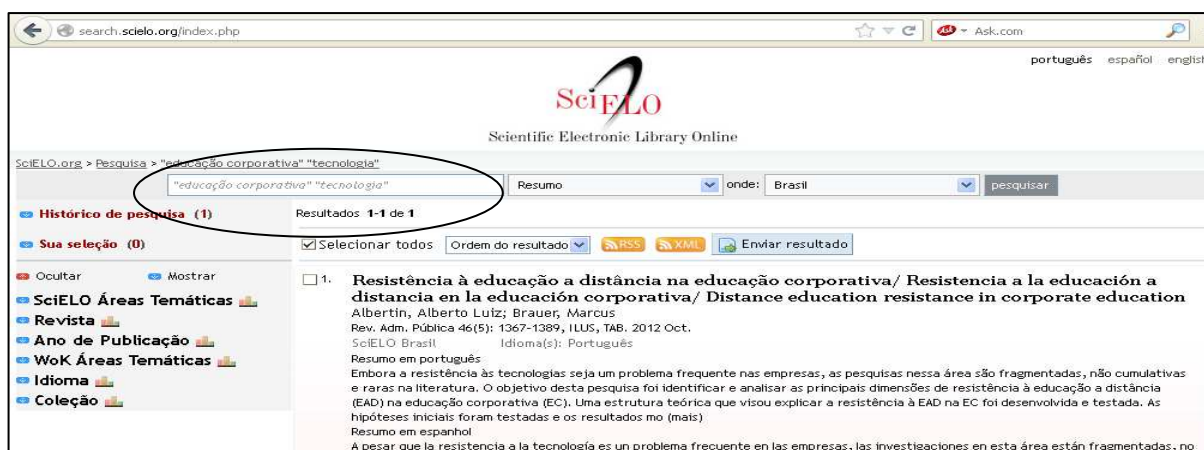 search.scielo.org/index.php
Ask.com
português español english
SciELO
Scientific Electronic Library Online
SciELO.org > Pesquisa > "educação corporativa" "tecnologia"
"educação corporativa" "tecnologia" Resumo onde: Brasil pesquisar
Histórico de pesquisa (1)
Resultados 1-1 de 1
Sua seleção (0)
Selecionar todos Ordem do resultado RSS XML Enviar resultado
Ocultar Mostrar
SciELO Áreas Temáticas
Revista
Ano de Publicação
WoK Áreas Temáticas
Idioma
Coleção
1. Resistência à educação a distância na educação corporativa/ Resistencia a la educación a
distancia en la educación corporativa/ Distance education resistance in corporate education
Albertin, Alberto Luiz; Brauer, Marcus
Rev. Adm. Pública 46(5): 1367-1389, ILUS, TAB. 2012 Oct.
SciELO Brasil Idioma(s): Português
Resumo em português
Embora a resistência às tecnologias seja um problema frequente nas empresas, as pesquisas nessa área são fragmentadas, não cumulativas
e raras na literatura. O objetivo desta pesquisa foi identificar e analisar as principais dimensões de resistência à educação a distância
(EAD) na educação corporativa (EC). Uma estrutura teórica que visou explicar a resistência à EAD na EC foi desenvolvida e testada. As
hipóteses iniciais foram testadas e os resultados mo (mais)
Resumo em espanhol
A pesar que la resistencia a la tecnología es un problema frecuente en las empresas, las investigaciones en esta área están fragmentadas, no